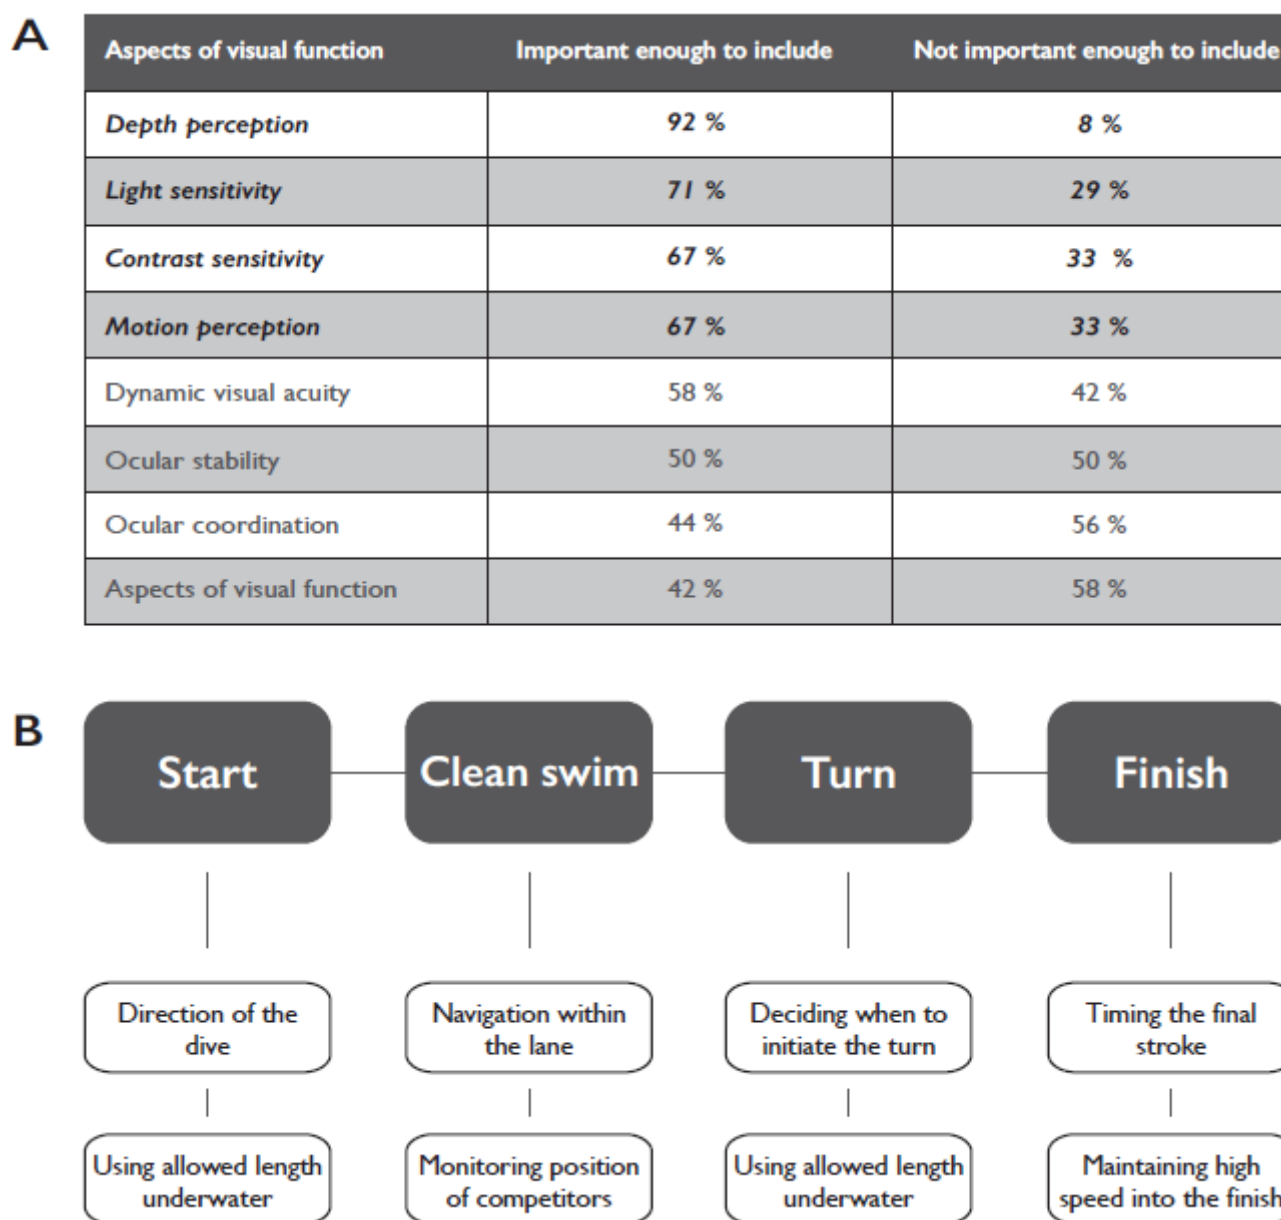 A
Aspects of visual function Important enough to include Not important enough to include
Depth perception 92 % 8 %
Light sensitivity 71 % 29 %
Contrast sensitivity 67 % 33 %
Motion perception 67 % 33 %
Dynamic visual acuity 58 % 42 %
Ocular stability 50 % 50 %
Ocular coordination 44 % 56 %
Aspects of visual function 42 % 58 %
B
Start Clean swim Turn Finish
Direction of the
dive
Navigation within
the lane
Deciding when to
initiate the turn
Timing the final
stroke
Using allowed length
underwater
Monitoring position
of competitors
Using allowed length
underwater
Maintaining high
speed into the finish